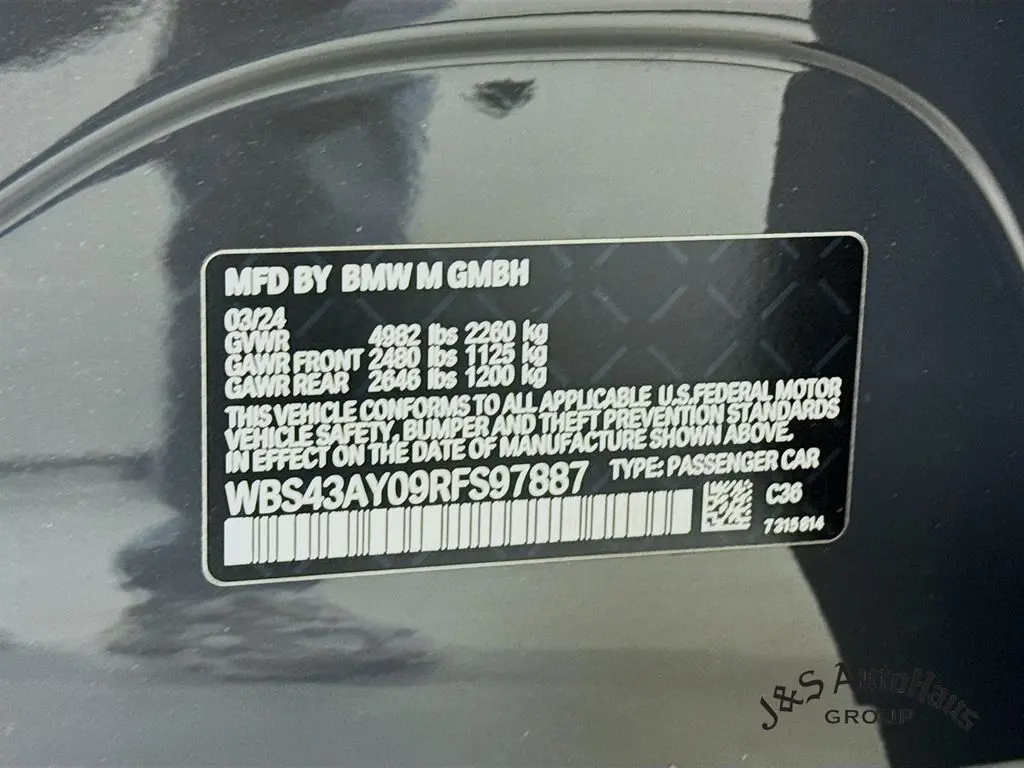 MFD BY BMW M GMBH
03/24
GVWR 4982 lbs 2260 kg
GAWR FRONT 2480 lbs 1125 kg
GAWR REAR 2646 lbs 1200 kg
THIS VEHICLE CONFORMS TO ALL APPLICABLE U.S.FEDERAL MOTOR
VEHICLE SAFETY, BUMPER AND THEFT PREVENTION STANDARDS
IN EFFECT ON THE DATE OF MANUFACTURE SHOWN ABOVE.
WBS43AY09RFS97887 TYPE: PASSENGER CAR
C36
7315814
J&S AutoHaus
GROUP